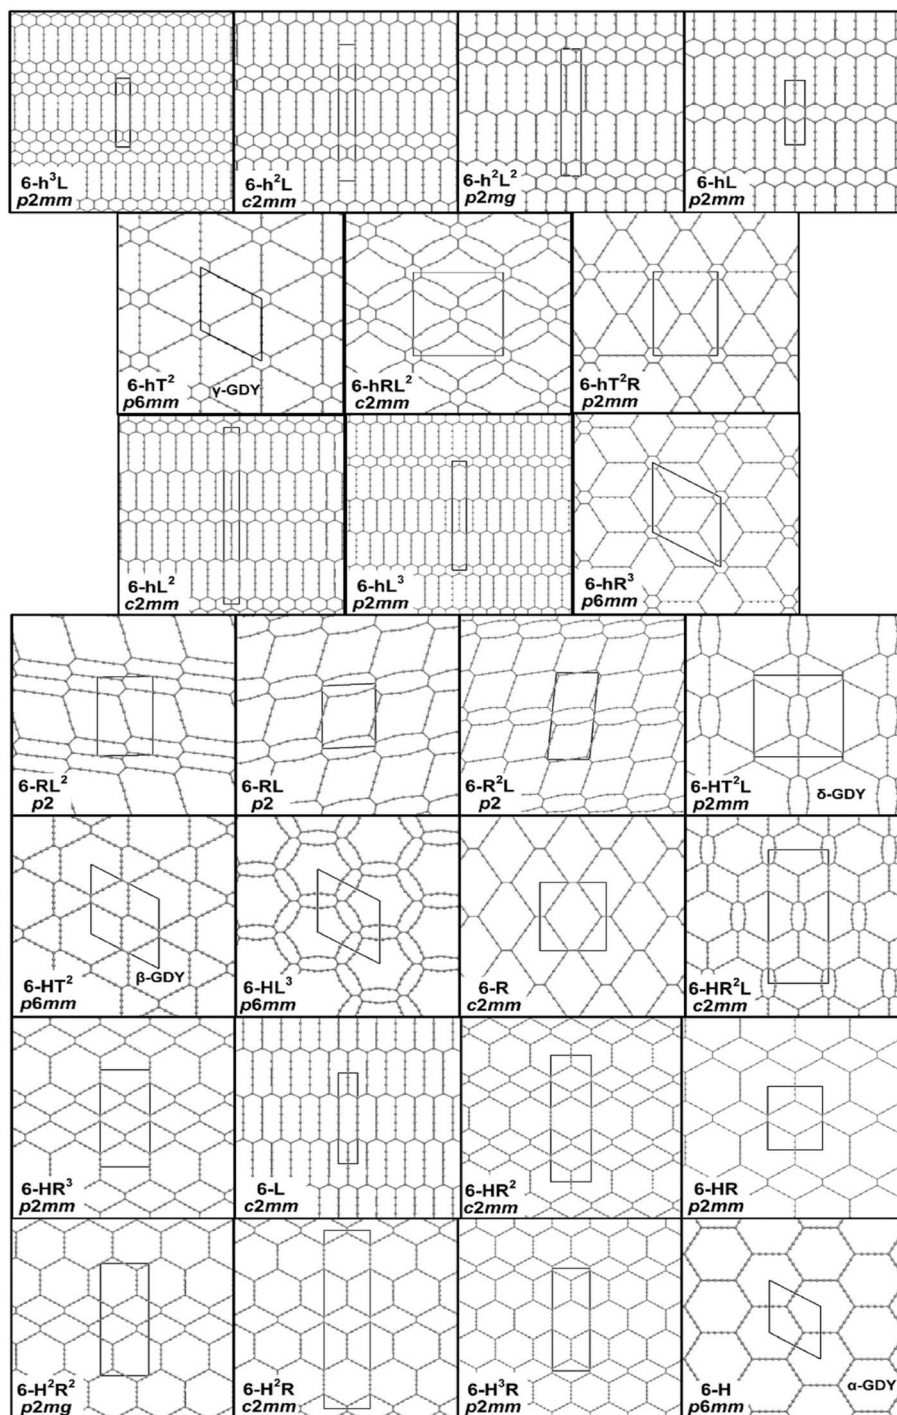 6-h³L
p2mm
6-h²L
c2mm
6-h²L²
p2mg
6-hL
p2mm
6-hT²
p6mm
γ-GDY
6-hRL²
c2mm
6-hT²R
p2mm
6-hL²
c2mm
6-hL³
p2mm
6-hR³
p6mm
6-RL²
p2
6-RL
p2
6-R²L
p2
6-HT²L
p2mm
δ-GDY
6-HT²
p6mm
β-GDY
6-HL³
p6mm
6-R
c2mm
6-HR²L
c2mm
6-HR³
p2mm
6-L
c2mm
6-HR²
c2mm
6-HR
p2mm
6-H²R²
p2mg
6-H²R
c2mm
6-H³R
p2mm
6-H
p6mm
α-GDY